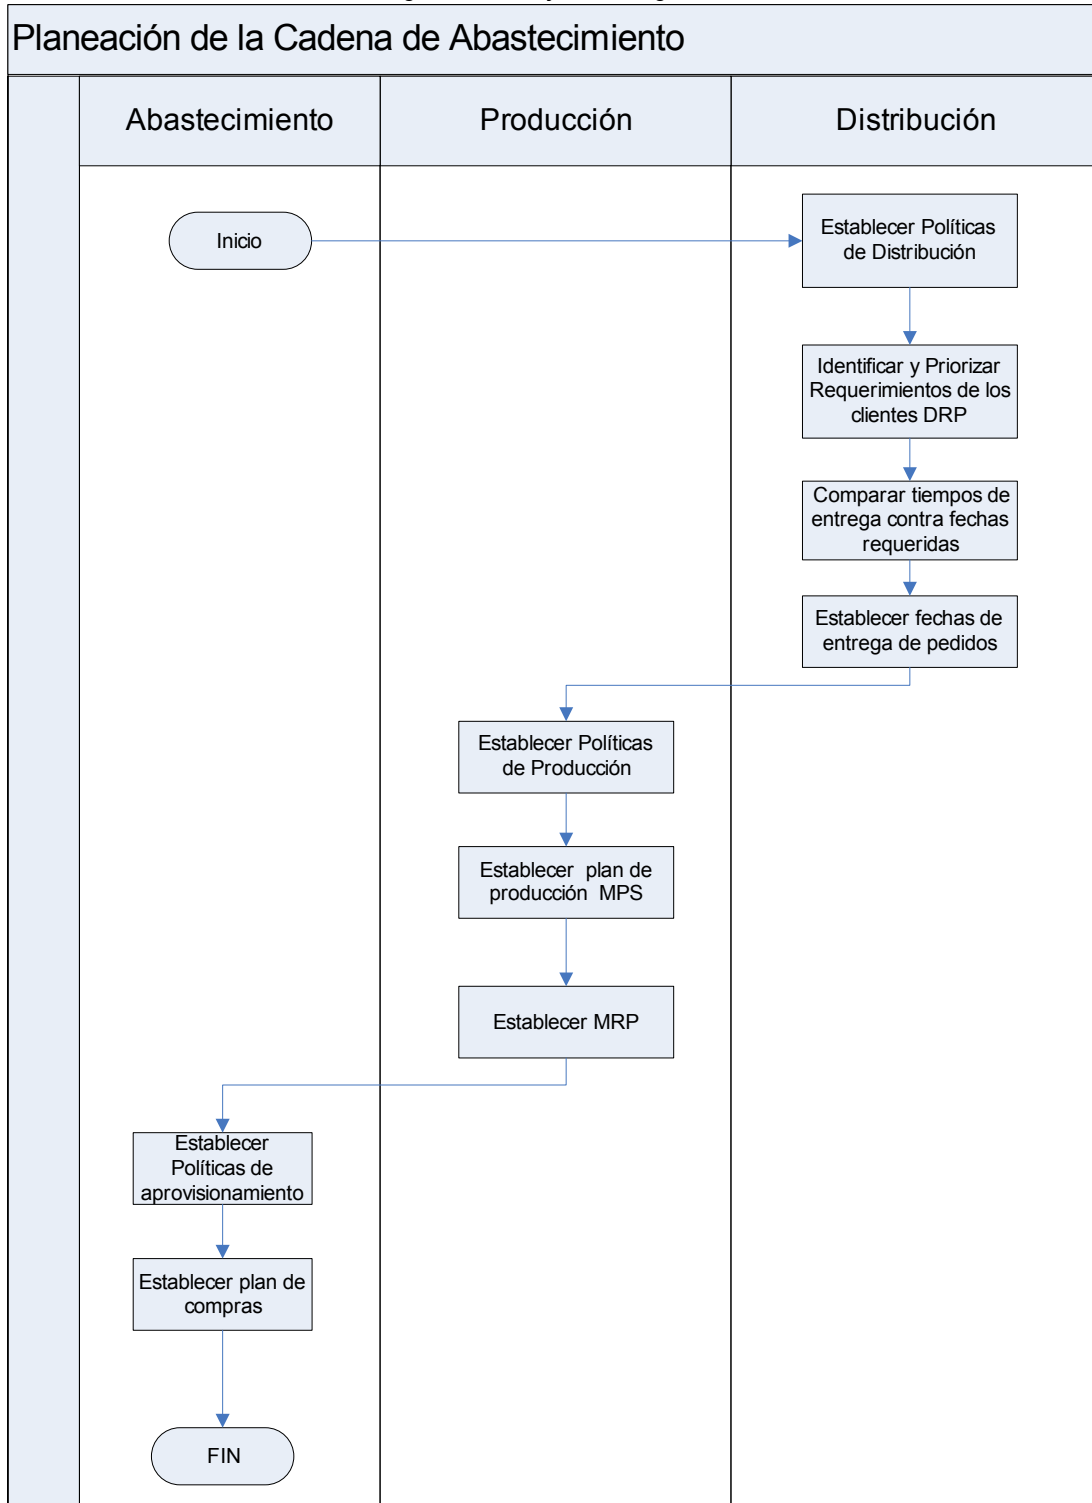 Planeación de la Cadena de Abastecimiento
Abastecimiento
Producción
Distribución
Inicio
Establecer Políticas
de Distribución
Identificar y Priorizar
Requerimientos de los
clientes DRP
Comparar tiempos de
entrega contra fechas
requeridas
Establecer fechas de
entrega de pedidos
Establecer Políticas
de Producción
Establecer plan de
producción MPS
Establecer MRP
Establecer
Políticas de
aprovisionamiento
Establecer plan de
compras
FIN